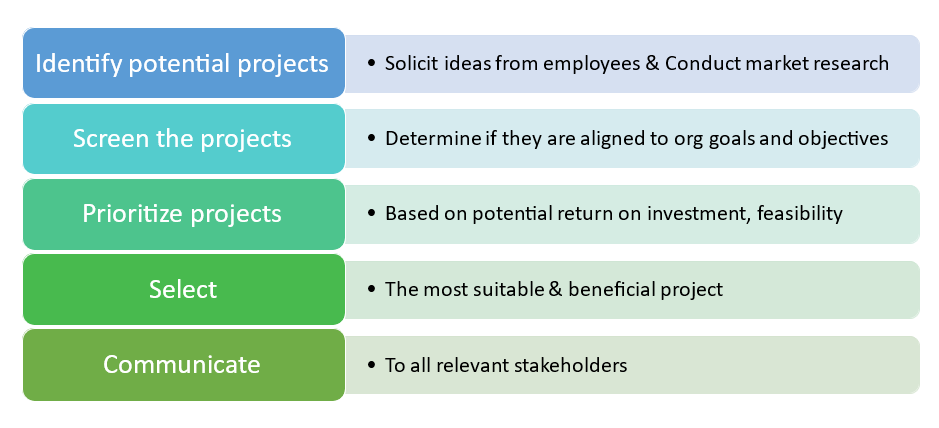 Identify potential projects
• Solicit ideas from employees & Conduct market research
Screen the projects
• Determine if they are aligned to org goals and objectives
Prioritize projects
• Based on potential return on investment, feasibility
Select
• The most suitable & beneficial project
Communicate
• To all relevant stakeholders